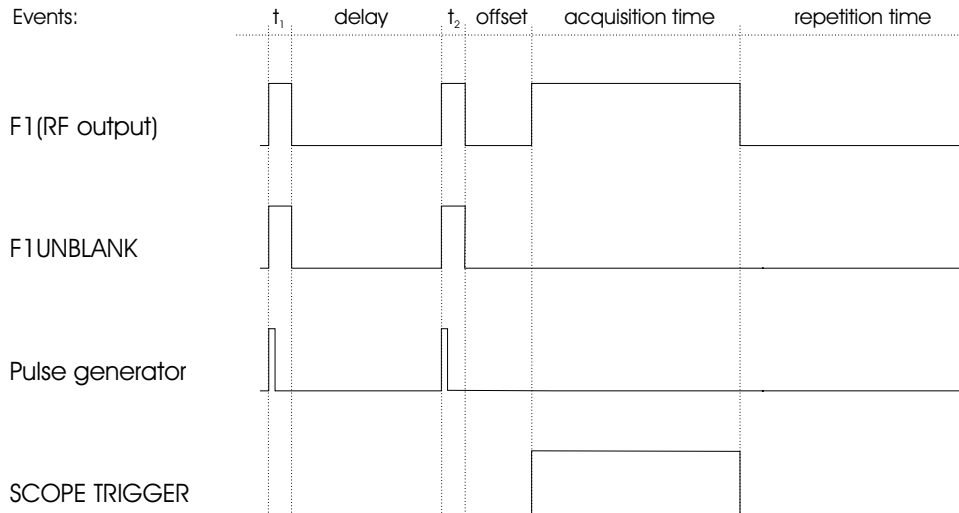 Events: t₁ delay t₂ offset acquisition time repetition time
F1(RF output)
F1UNBLANK
Pulse generator
SCOPE TRIGGER